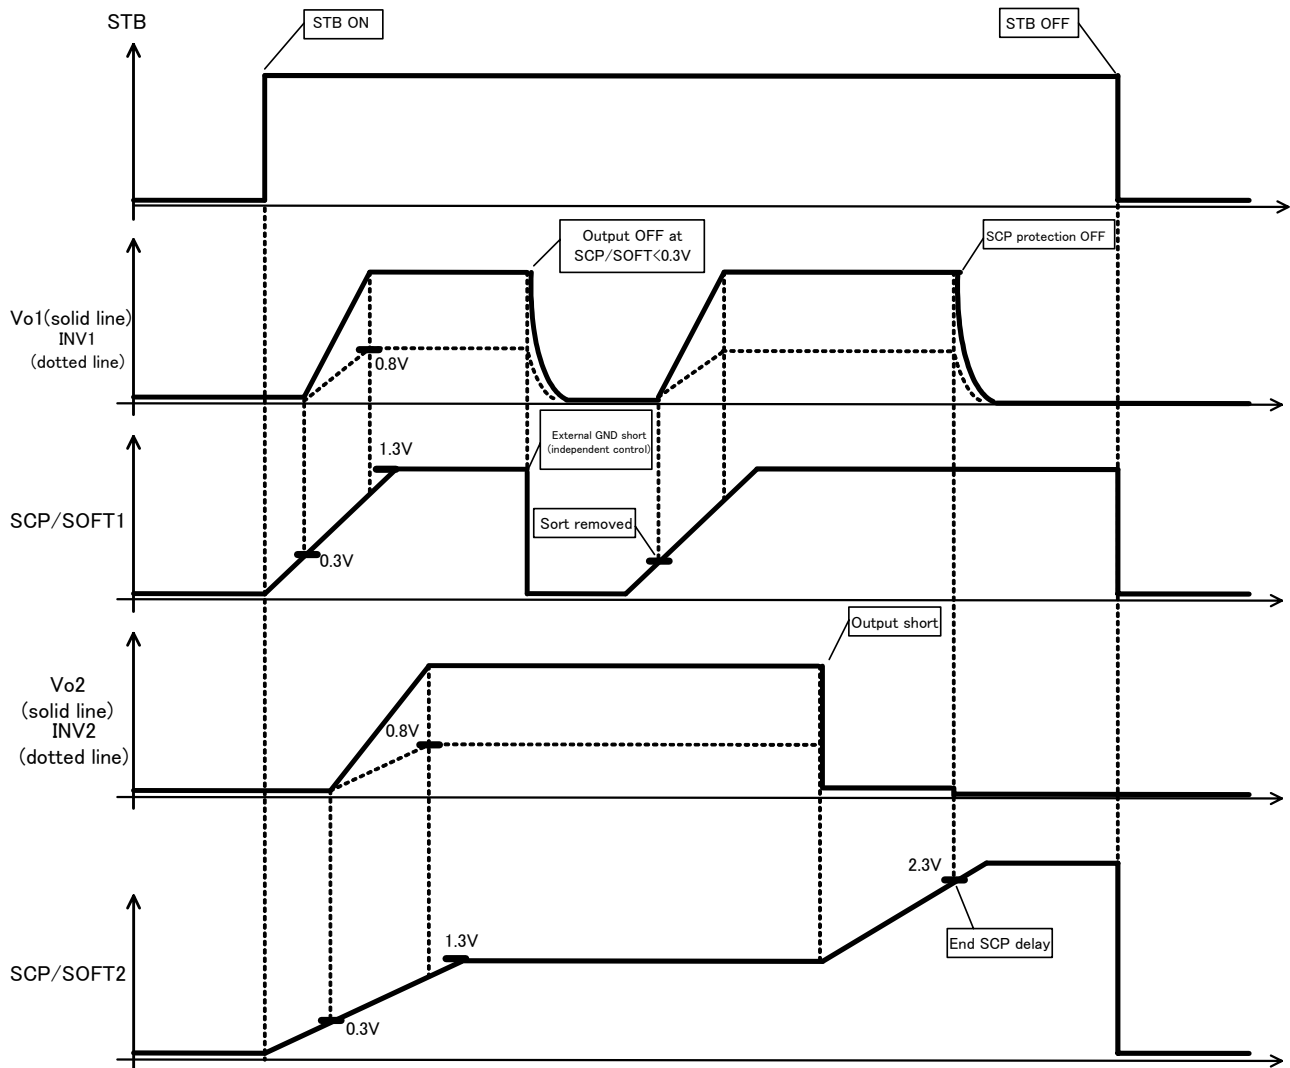 STB
STB ON
STB OFF
Output OFF at
SCP/SOFT<0.3V
SCP protection OFF
Vo1(solid line)
INV1
(dotted line)
0.8V
External GND short
(independent control)
1.3V
SCP/SOFT1
Sort removed
0.3V
Output short
Vo2
(solid line)
INV2
(dotted line)
0.8V
2.3V
End SCP delay
1.3V
SCP/SOFT2
0.3V